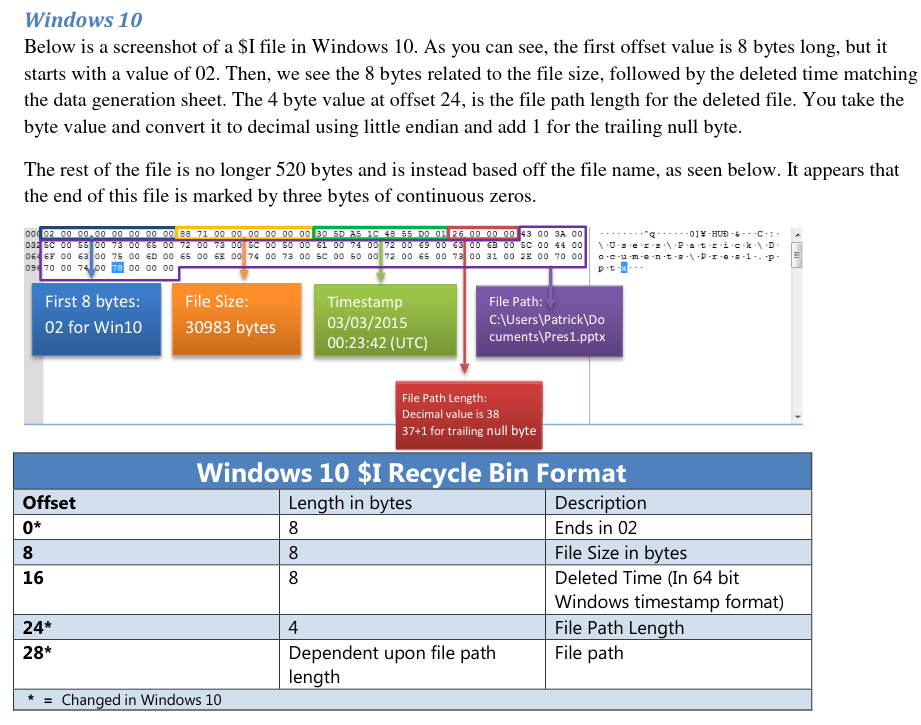 Windows 10
Below is a screenshot of a $I file in Windows 10. As you can see, the first offset value is 8 bytes long, but it
starts with a value of 02. Then, we see the 8 bytes related to the file size, followed by the deleted time matching
the data generation sheet. The 4 byte value at offset 24, is the file path length for the deleted file. You take the
byte value and convert it to decimal using little endian and add 1 for the trailing null byte.
The rest of the file is no longer 520 bytes and is instead based off the file name, as seen below. It appears that
the end of this file is marked by three bytes of continuous zeros.
02 00 00 00 00 00 00 00 88 71 00 00 00 00 00 00 30 5D A5 1C 48 55 D0 01 26 00 00 00 43 00 3A 00
5C 00 55 00 73 00 65 00 72 00 73 00 5C 00 50 00 61 00 74 00 72 00 69 00 63 00 6B 00 5C 00 44 00
6F 00 63 00 75 00 6D 00 65 00 6E 00 74 00 73 00 5C 00 50 00 72 00 65 00 73 00 31 00 2E 00 70 00
70 00 74 00 78 00 00 00
First 8 bytes:
02 for Win10
File Size:
30983 bytes
Timestamp
03/03/2015
00:23:42 (UTC)
File Path:
C:\Users\Patrick\Do
cuments\Pres1.pptx
File Path Length:
Decimal value is 38
37+1 for trailing null byte
Windows 10 $I Recycle Bin Format
Offset Length in bytes Description
0* 8 Ends in 02
8 8 File Size in bytes
16 8 Deleted Time (In 64 bit
Windows timestamp format)
24* 4 File Path Length
28* Dependent upon file path File path
length
* = Changed in Windows 10